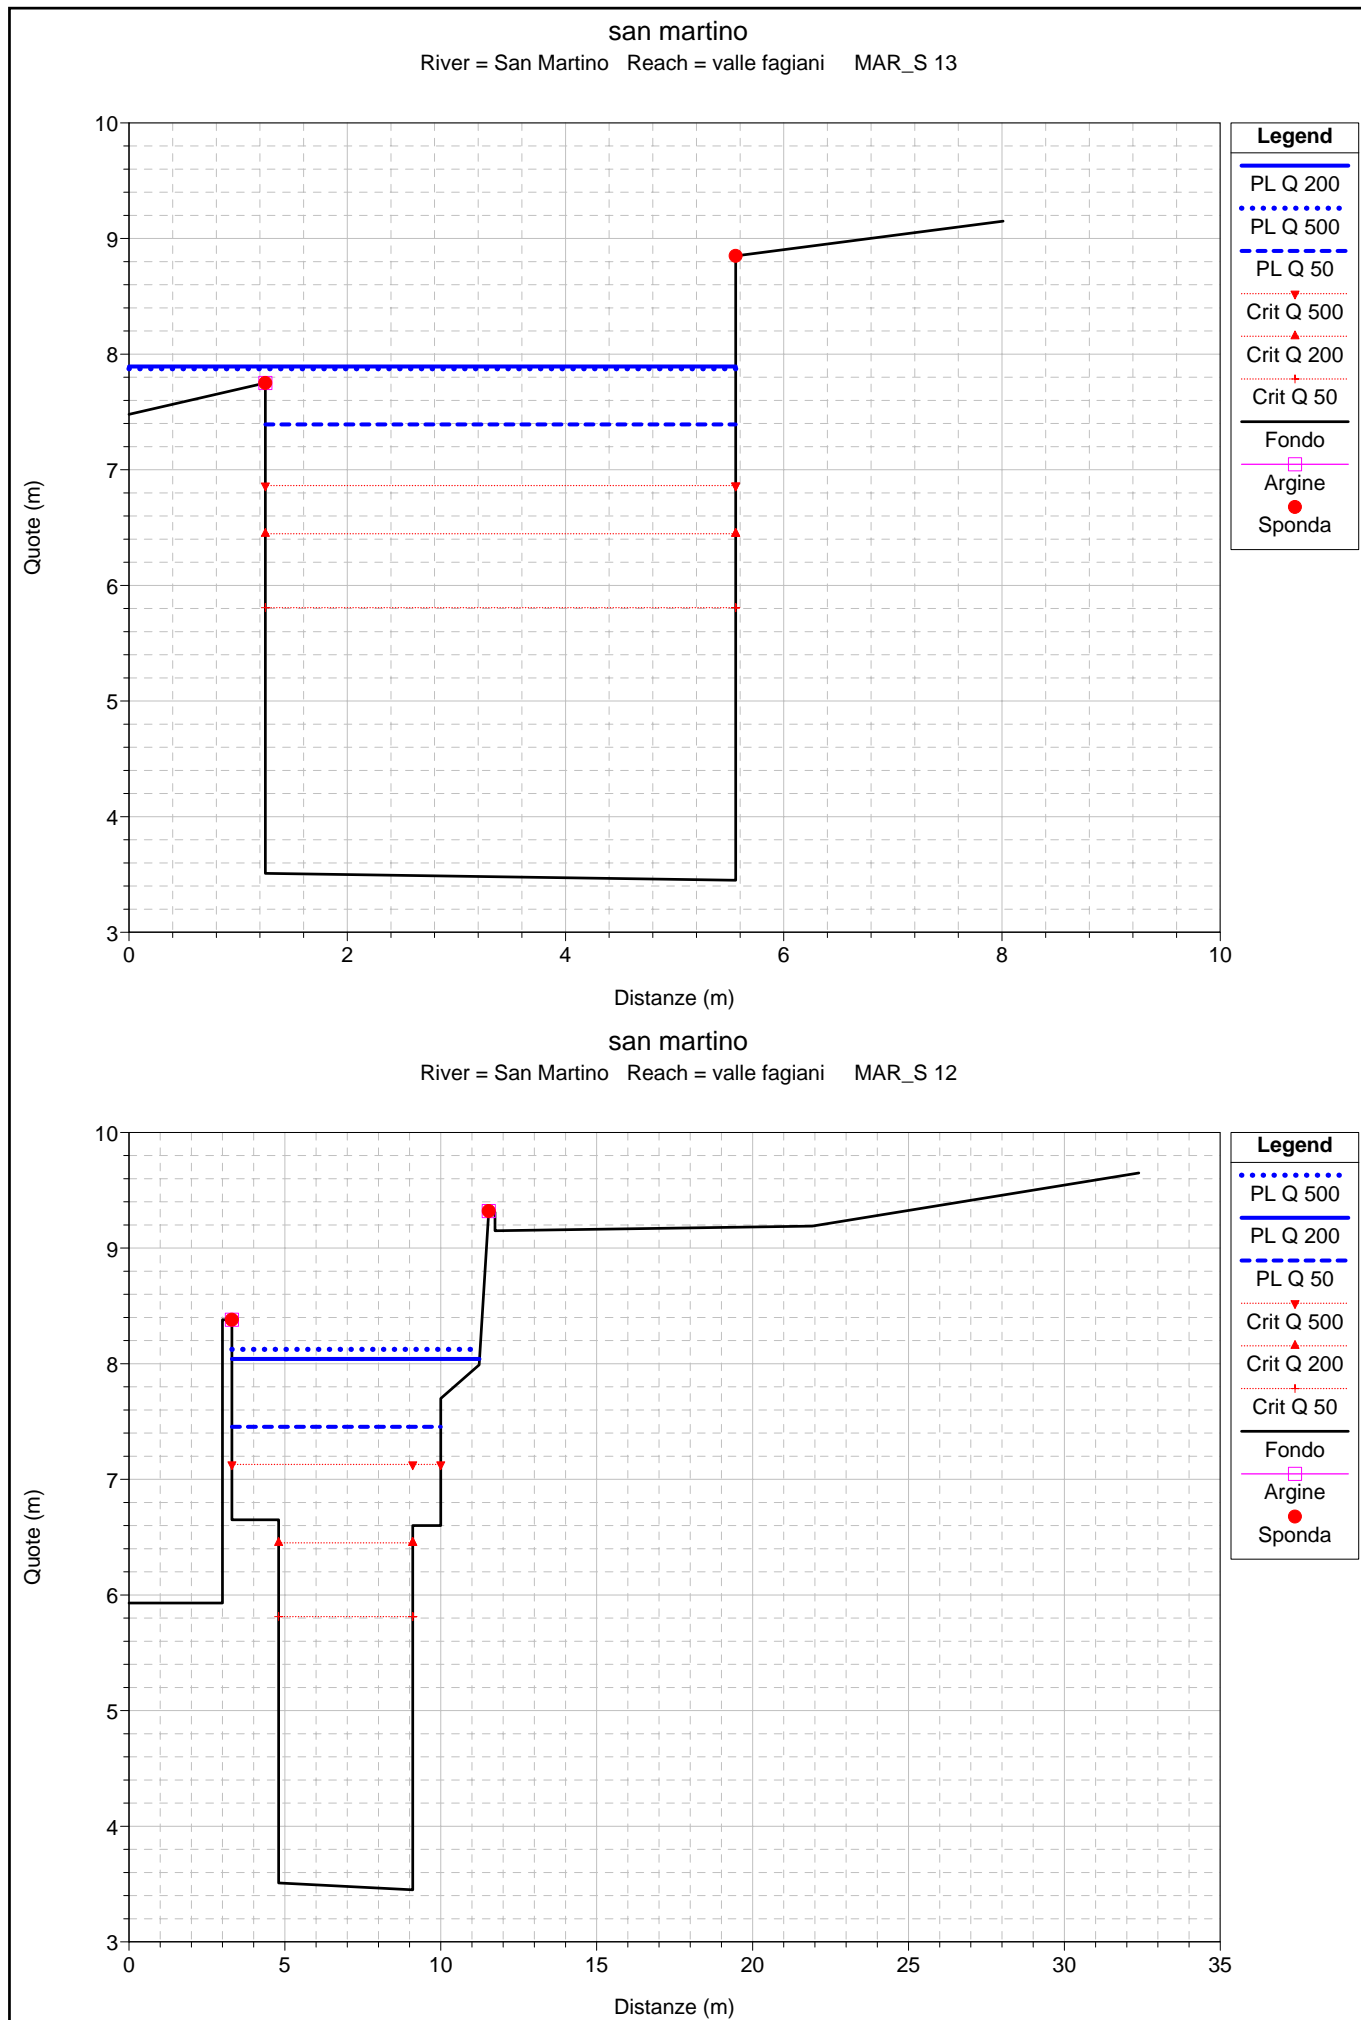 san martino
River = San Martino   Reach = valle fagiani     MAR_S 13
10
9
8
7
6
5
4
3
0 2 4 6 8 10
Quote (m)
Distanze (m)
Legend
PL Q 200
PL Q 500
PL Q 50
Crit Q 500
Crit Q 200
Crit Q 50
Fondo
Argine
Sponda
san martino
River = San Martino   Reach = valle fagiani     MAR_S 12
10
9
8
7
6
5
4
3
0 5 10 15 20 25 30 35
Quote (m)
Distanze (m)
Legend
PL Q 500
PL Q 200
PL Q 50
Crit Q 500
Crit Q 200
Crit Q 50
Fondo
Argine
Sponda